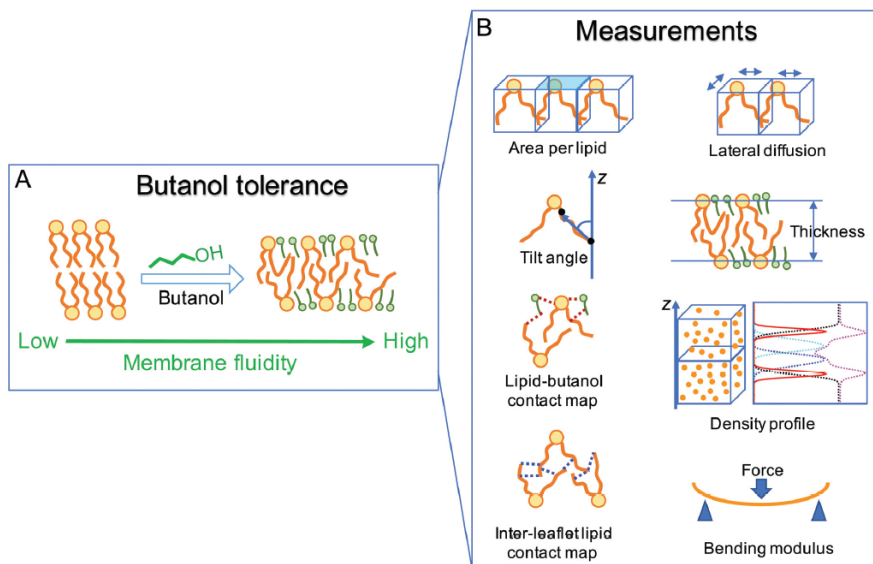 A
Butanol tolerance
OH
Butanol
Low
High
Membrane fluidity
B
Measurements
Area per lipid
Lateral diffusion
z
Tilt angle
Thickness
Lipid-butanol
contact map
z
Density profile
Inter-leaflet lipid
contact map
Force
Bending modulus